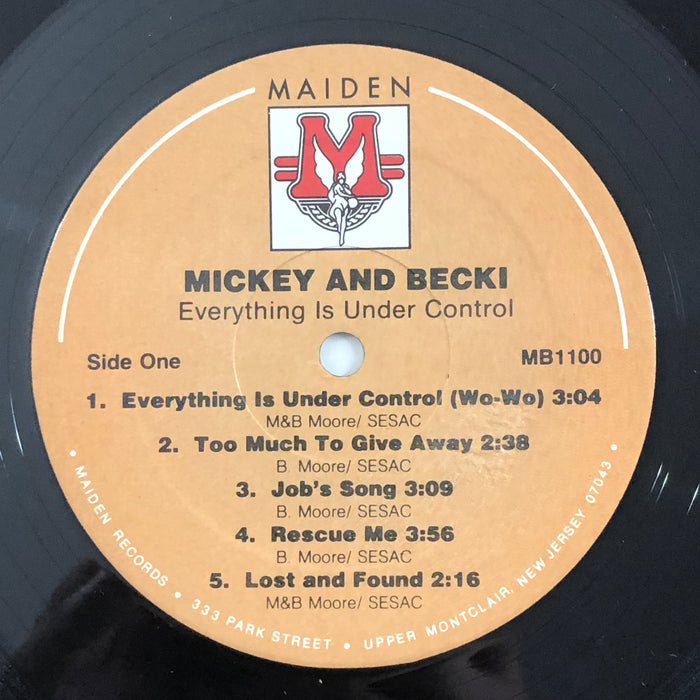 MAIDEN
M
MICKEY AND BECKI
Everything Is Under Control
Side One
MB1100
1. Everything Is Under Control (Wo-Wo) 3:04
M&B Moore/ SESAC
2. Too Much To Give Away 2:38
B. Moore/ SESAC
3. Job's Song 3:09
B. Moore/ SESAC
4. Rescue Me 3:56
B. Moore/ SESAC
5. Lost and Found 2:16
M&B Moore/ SESAC
• MAIDEN RECORDS • 333 PARK STREET • UPPER MONTCLAIR, NEW JERSEY 07043 •